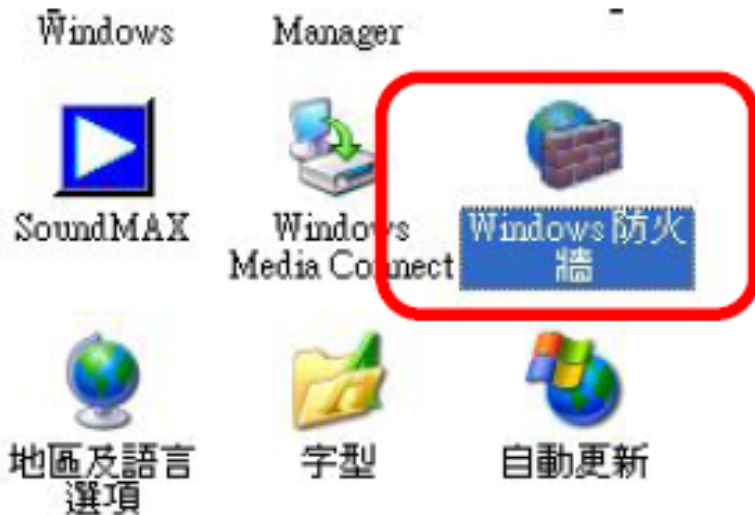 Windows
Manager
SoundMAX
Windows
Media Connect
Windows 防火
牆
地區及語言
選項
字型
自動更新